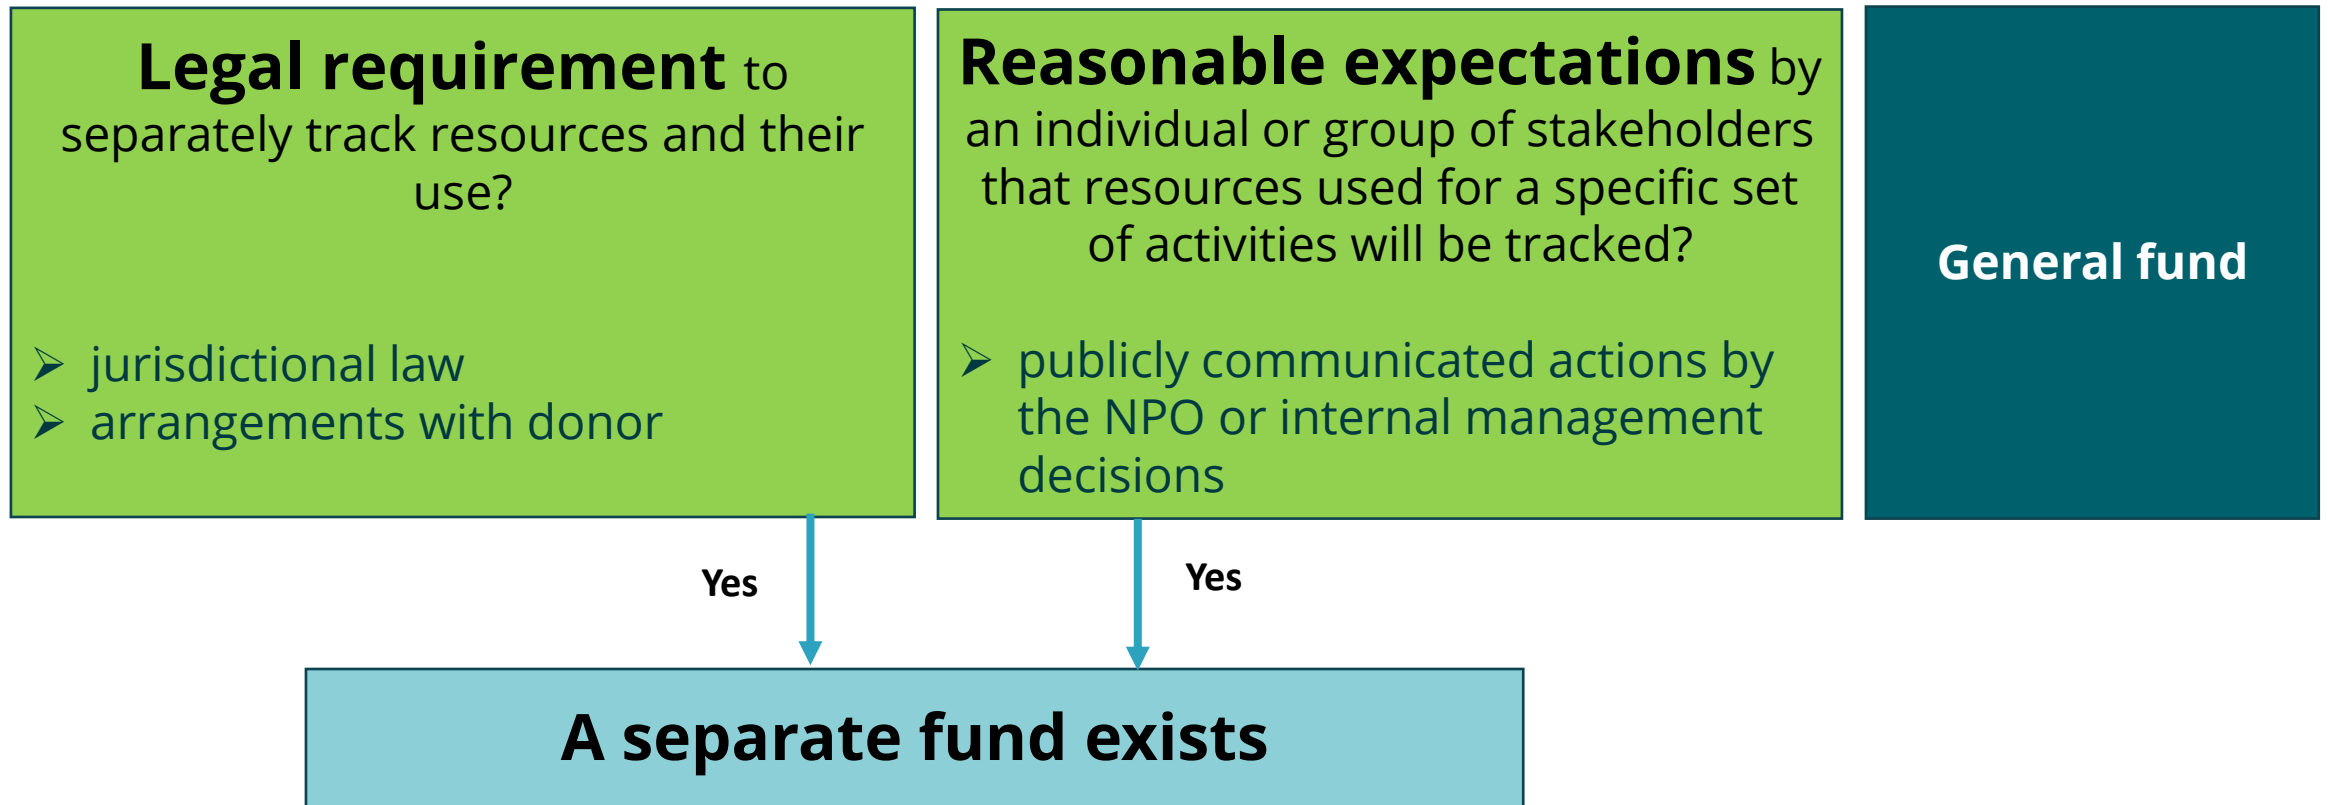 Legal requirement to
separately track resources and their
use?
➢ jurisdictional law
➢ arrangements with donor
Reasonable expectations by
an individual or group of stakeholders
that resources used for a specific set
of activities will be tracked?
➢ publicly communicated actions by
the NPO or internal management
decisions
General fund
Yes
Yes
A separate fund exists